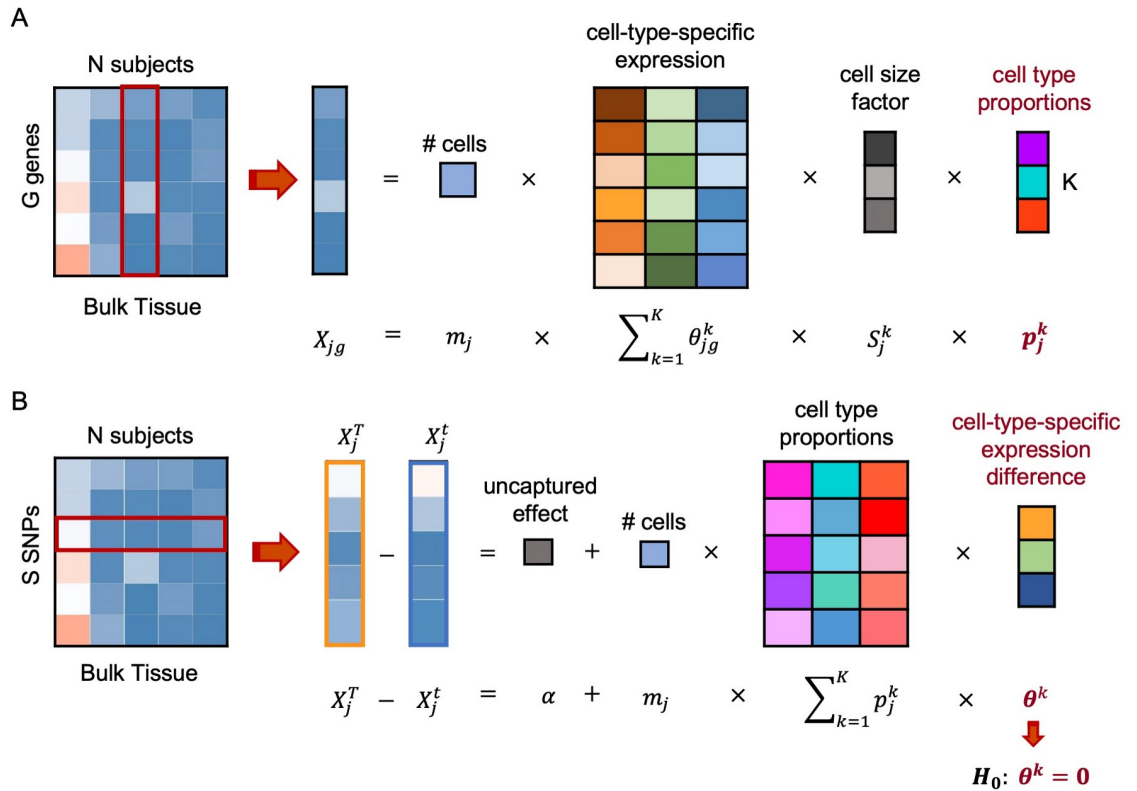 A
N subjects
G genes
Bulk Tissue
=
# cells
×
cell-type-specific
expression
×
cell size
factor
×
cell type
proportions
K
X_{jg} = m_j × \sum_{k=1}^{K} θ_{jg}^{k} × S_j^k × p_j^k
B
N subjects
S SNPs
Bulk Tissue
X_j^T
X_j^t
−
=
uncaptured
effect
+
# cells
×
cell type
proportions
×
cell-type-specific
expression
difference
X_j^T − X_j^t = α + m_j × \sum_{k=1}^{K} p_j^k × θ^k
H_0: θ^k = 0